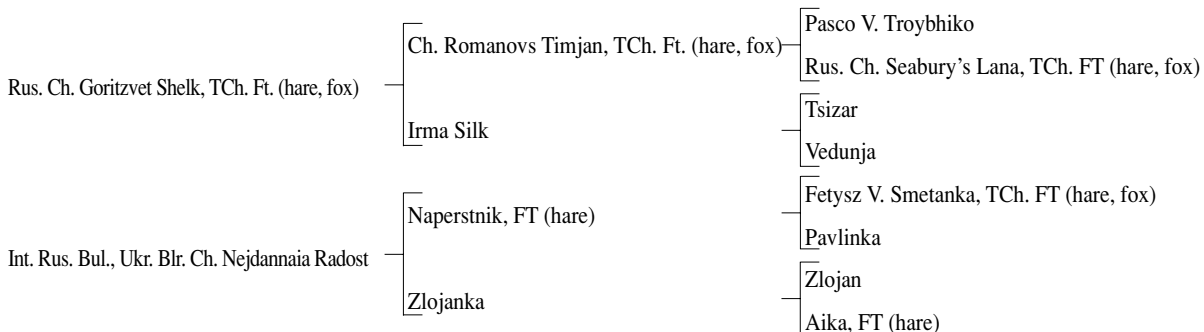 Pasco V. Troybhiko
Ch. Romanovs Timjan, TCh. Ft. (hare, fox)
Rus. Ch. Seabury's Lana, TCh. FT (hare, fox)
Rus. Ch. Goritzvet Shelk, TCh. Ft. (hare, fox)
Tsizar
Irma Silk
Vedunja
Fetysz V. Smetanka, TCh. FT (hare, fox)
Naperstnik, FT (hare)
Pavlinka
Int. Rus. Bul., Ukr. Blr. Ch. Nejdannaia Radost
Zlojan
Zlojanka
Aika, FT (hare)